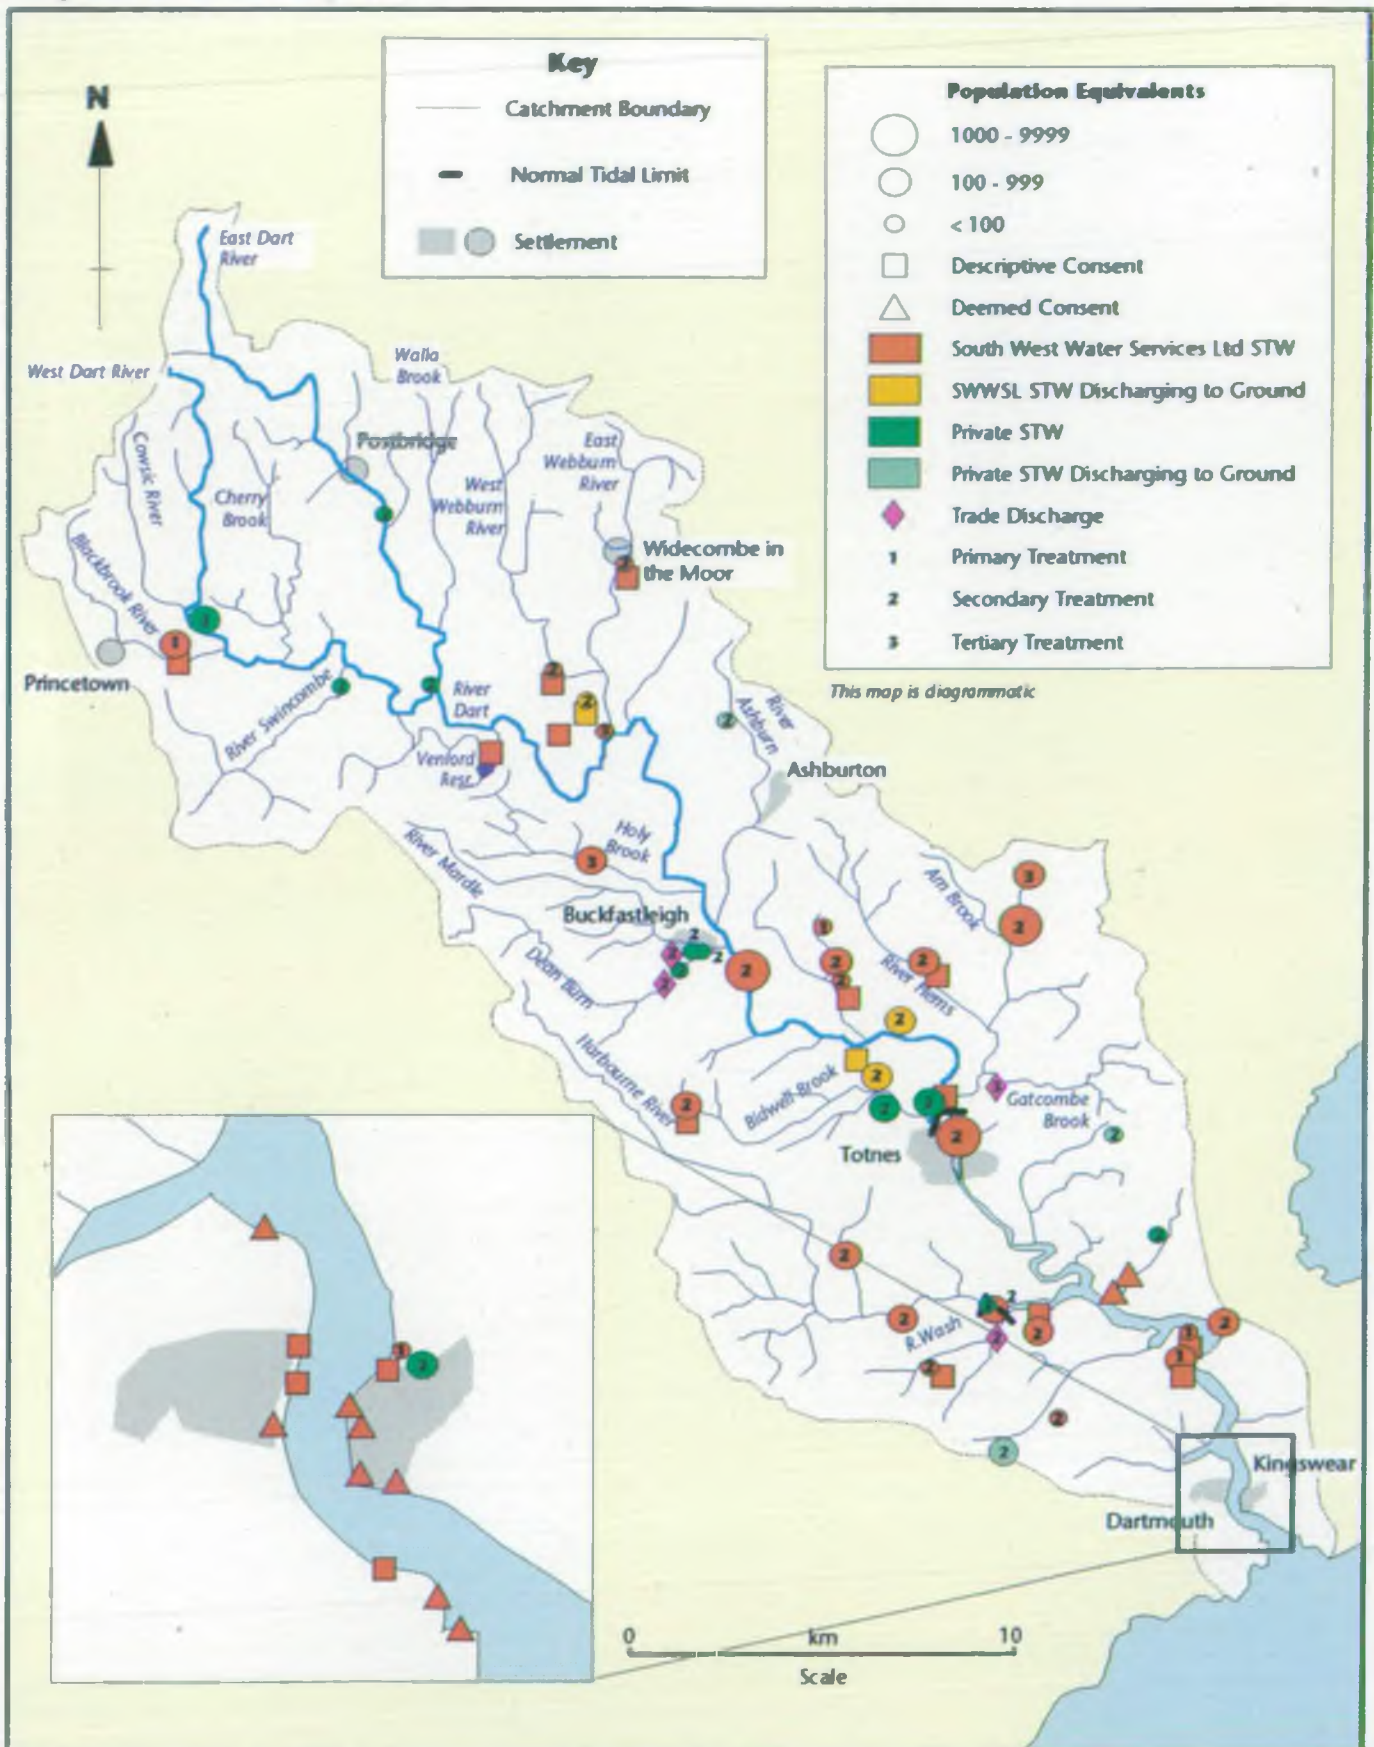 Key
Catchment Boundary
Normal Tidal Limit
Settlement
Population Equivalents
1000 - 9999
100 - 999
< 100
Descriptive Consent
Deemed Consent
South West Water Services Ltd STW
SWWSL STW Discharging to Ground
Private STW
Private STW Discharging to Ground
Trade Discharge
1 Primary Treatment
2 Secondary Treatment
3 Tertiary Treatment
This map is diagrammatic
N
East Dart
River
West Dart River
Walla
Brook
Postbridge
Cowsic River
Cherry
Brook
East
Webburn
River
West
Webburn
River
Blackbrook River
Widecombe in
the Moor
Princetown
River Swincombe
River
Dart
Venford
Resr.
River
Ashburn
Ashburton
Holy
Brook
River Mardle
Am Brook
Buckfastleigh
Dean Burn
River Hems
Harbourne River
Bidwell Brook
Gatcombe
Brook
Totnes
R.Wash
Kingswear
Dartmouth
0 km 10
Scale